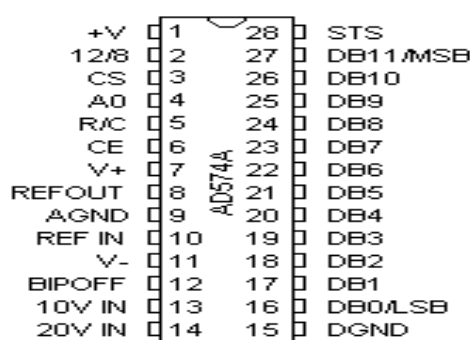 +V 1 28 STS
12/8 2 27 DB11/MSB
CS 3 26 DB10
A0 4 25 DB9
R/C 5 24 DB8
CE 6 23 DB7
V+ 7 22 DB6
REFOUT 8 21 DB5
AGND 9 20 DB4
REF IN 10 19 DB3
V- 11 18 DB2
BIPOFF 12 17 DB1
10V IN 13 16 DB0/LSB
20V IN 14 15 DGND
AD574A